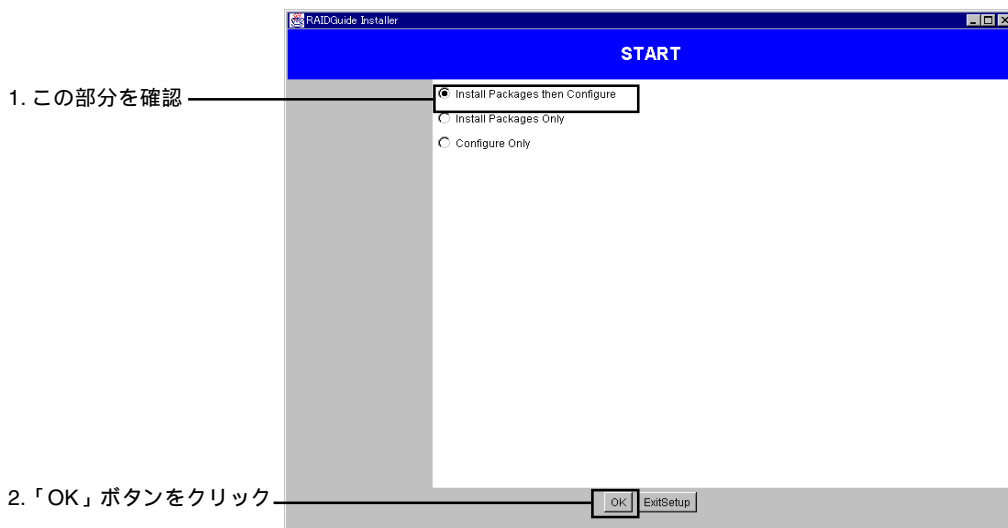 RAIDGuide Installer
START
1. この部分を確認
Install Packages then Configure
Install Packages Only
Configure Only
2.「OK」ボタンをクリック
OK
ExitSetup